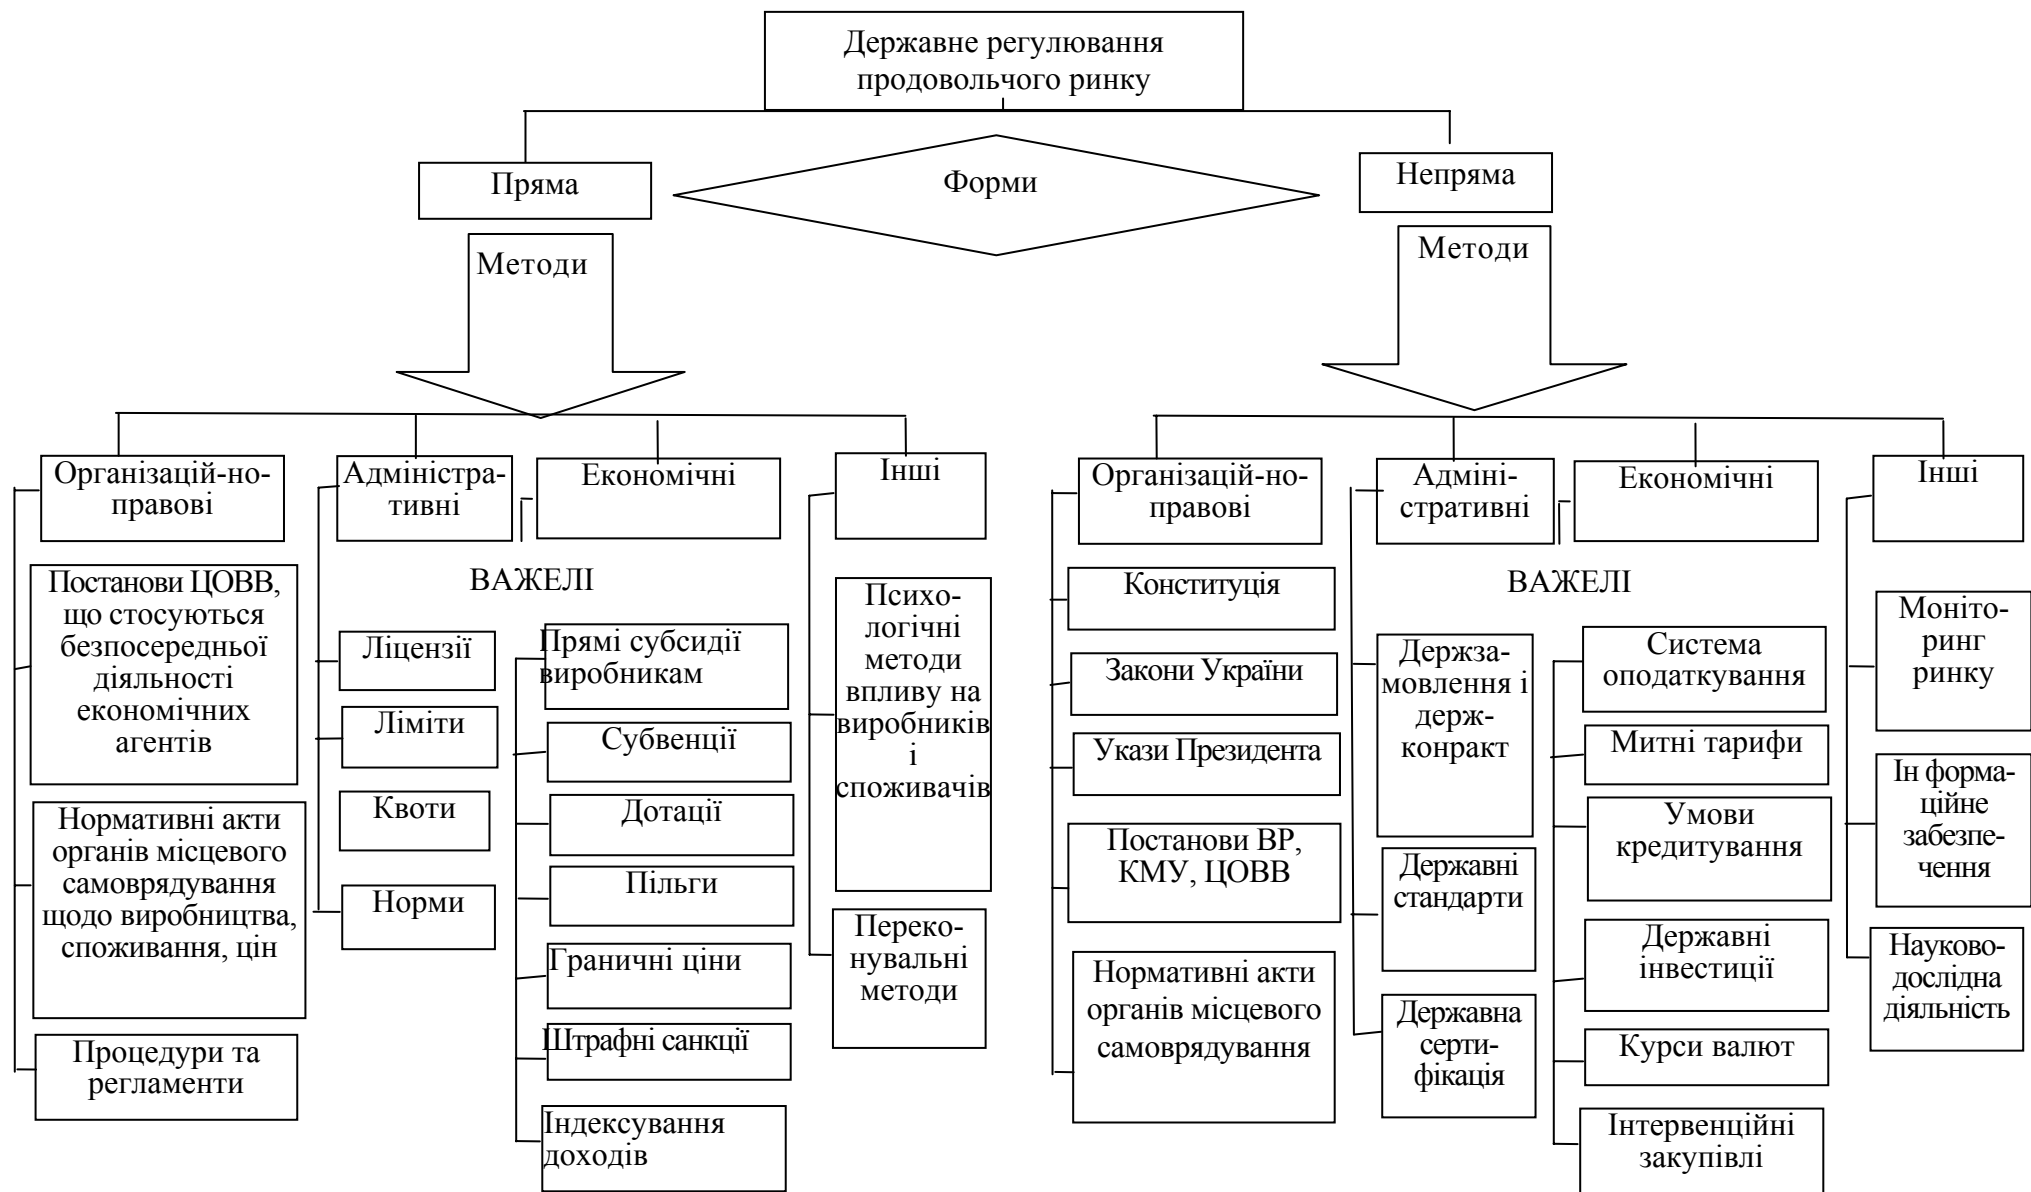 Державне регулювання
продовольчого ринку
Пряма
Форми
Непряма
Методи
Методи
Організацій-но-
правові
Адміністра-
тивні
Економічні
Інші
ВАЖЕЛІ
Постанови ЦОВВ,
що стосуються
безпосередньої
діяльності
економічних
агентів
Нормативні акти
органів місцевого
самоврядування
щодо виробництва,
споживання, цін
Процедури та
регламенти
Ліцензії
Ліміти
Квоти
Норми
Прямі субсидії
виробникам
Субвенції
Дотації
Пільги
Граничні ціни
Штрафні санкції
Індексування
доходів
Психо-
логічні
методи
впливу на
виробників
і
споживачів
Переко-
нувальні
методи
Організацій-но-
правові
Адміні-
стративні
Економічні
Інші
ВАЖЕЛІ
Конституція
Закони України
Укази Президента
Постанови ВР,
КМУ, ЦОВВ
Нормативні акти
органів місцевого
самоврядування
Держза-
мовлення і
держ-
конракт
Державні
стандарти
Державна
серти-
фікація
Система
оподаткування
Митні тарифи
Умови
кредитування
Державні
інвестиції
Курси валют
Інтервенційні
закупівлі
Моніто-
ринг
ринку
Ін форма-
ційне
забезпе-
чення
Науково-
дослідна
діяльність